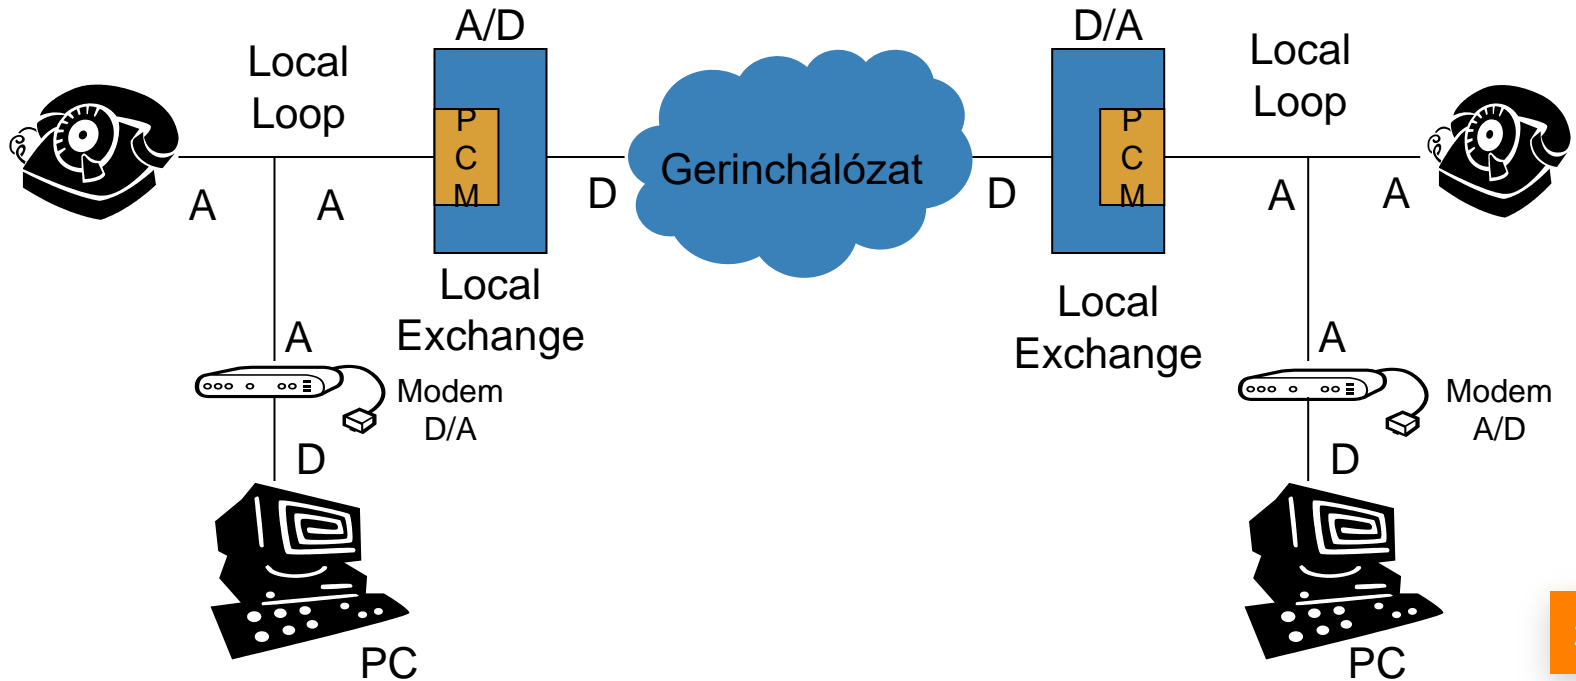 A/D
D/A
Local
Loop
Local
Loop
P
C
M
P
C
M
Gerinchálózat
A
A
D
D
A
A
Local
Exchange
Local
Exchange
A
Modem
D/A
A
Modem
A/D
D
D
PC
PC